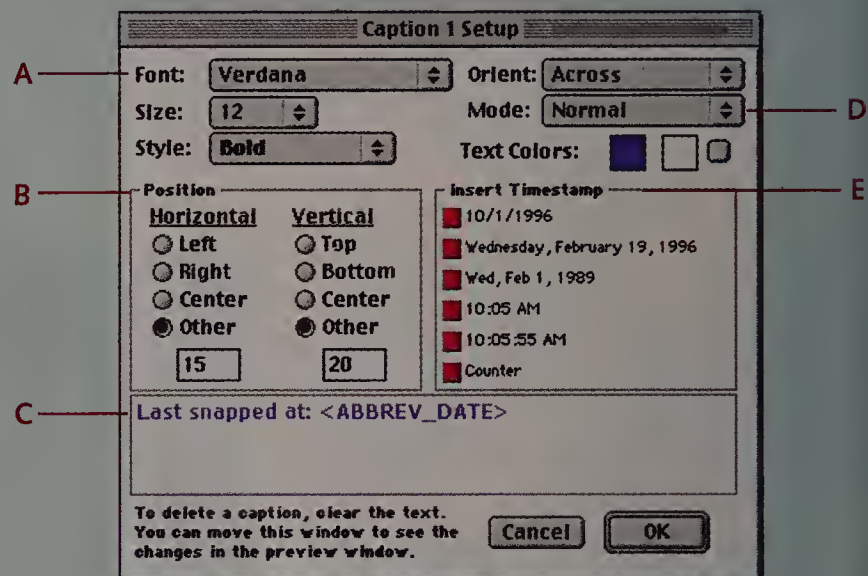 Caption 1 Setup
A
Font: Verdana
Orient: Across
Size: 12
Mode: Normal
D
Style: Bold
Text Colors:
B
Position
Horizontal
Vertical
Left
Top
Right
Bottom
Center
Center
Other
Other
15
20
Insert Timestamp
E
10/1/1996
Wednesday, February 19, 1996
Wed, Feb 1, 1989
10:05 AM
10:05:55 AM
Counter
C
Last snapped at: <ABBREV_DATE>
To delete a caption, clear the text.
You can move this window to see the
changes in the preview window.
Cancel
OK